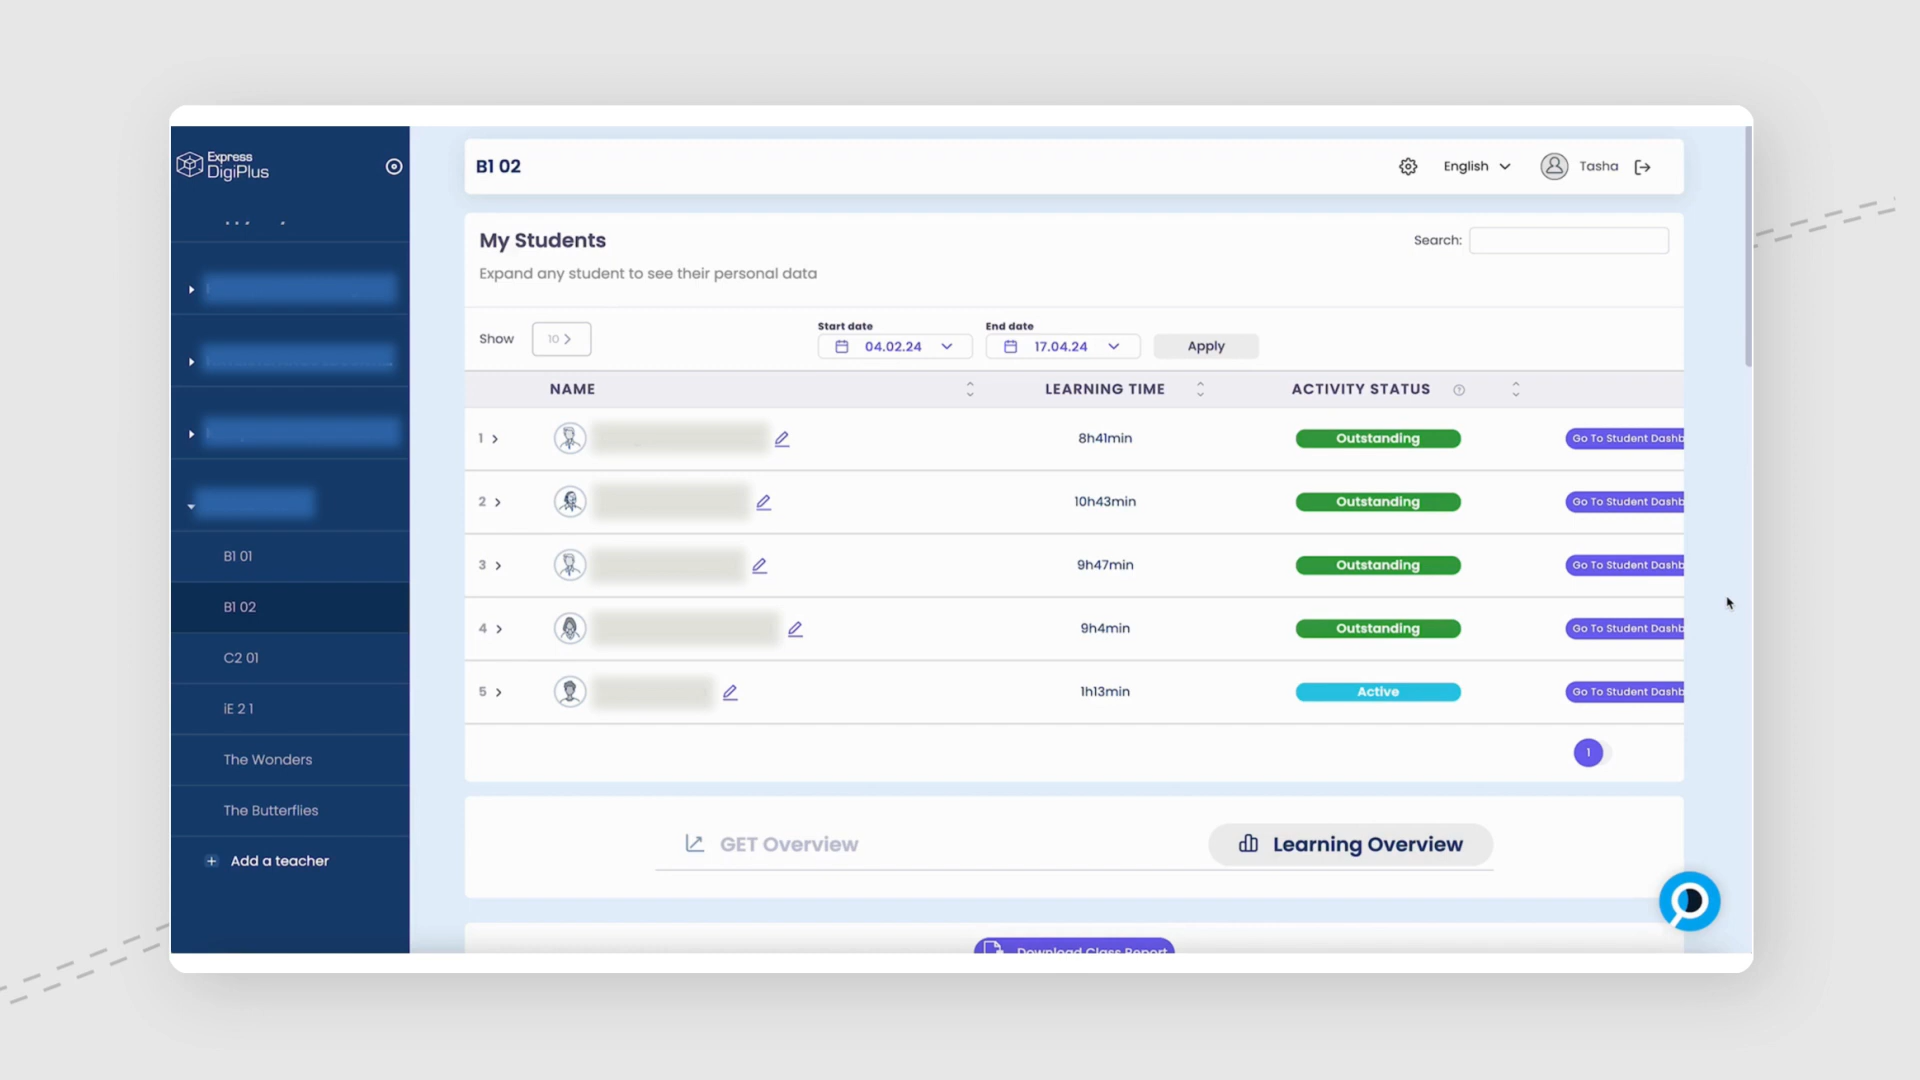 Express
DigiPlus
B1 02
English
Tasha
My Students
Search:
Expand any student to see their personal data
Show
10
Start date
04.02.24
End date
17.04.24
Apply
NAME
LEARNING TIME
ACTIVITY STATUS
1
8h41min
Outstanding
Go To Student Dashb
2
10h43min
Outstanding
Go To Student Dashb
3
9h47min
Outstanding
Go To Student Dashb
4
9h4min
Outstanding
Go To Student Dashb
5
1h13min
Active
Go To Student Dashb
1
B1 01
B1 02
C2 01
iE 2 1
The Wonders
The Butterflies
+ Add a teacher
GET Overview
Learning Overview
Download Class Report